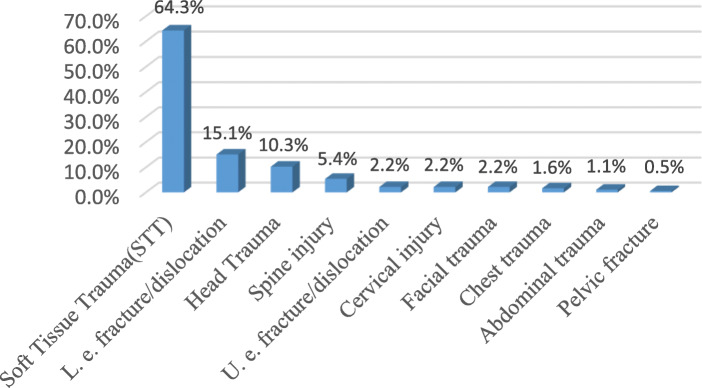 70.0%
60.0%
50.0%
40.0%
30.0%
20.0%
10.0%
0.0%
64.3%
15.1%
10.3%
5.4%
2.2%
2.2%
2.2%
1.6%
1.1%
0.5%
Soft Tissue Trauma(STT)
L. e. fracture/dislocation
Head Trauma
Spine injury
U. e. fracture/dislocation
Cervical injury
Facial trauma
Chest trauma
Abdominal trauma
Pelvic fracture